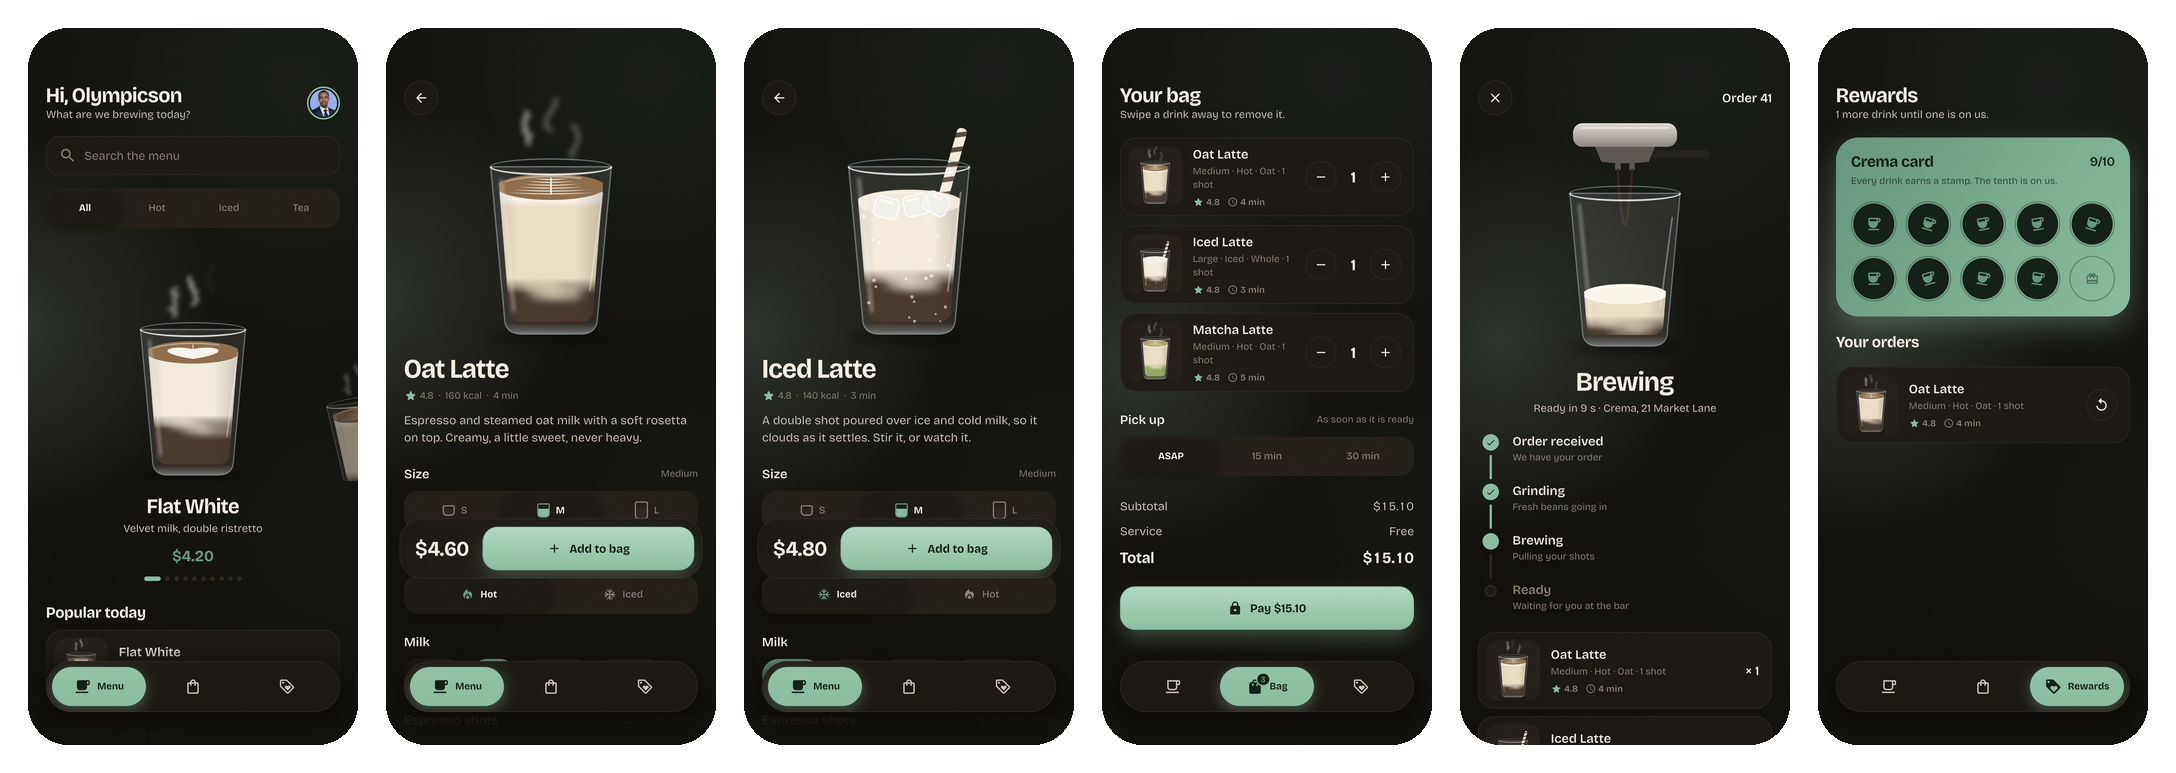 Hi, Olympicson
What are we brewing today?
Search the menu
All
Hot
Iced
Tea
Flat White
Velvet milk, double ristretto
$4.20
Popular today
Flat White
Menu
Oat Latte
4.8 · 160 kcal · 4 min
Espresso and steamed oat milk with a soft rosetta
on top. Creamy, a little sweet, never heavy.
Size
Medium
S
M
L
$4.60
+ Add to bag
Hot
Iced
Milk
Menu
Espresso shots
Iced Latte
4.8 · 140 kcal · 3 min
A double shot poured over ice and cold milk, so it
clouds as it settles. Stir it, or watch it.
Size
Medium
S
M
L
$4.80
+ Add to bag
Iced
Hot
Milk
Menu
Espresso shots
Your bag
Swipe a drink away to remove it.
Oat Latte
Medium · Hot · Oat · 1
shot
4.8
4 min
− 1 +
Iced Latte
Large · Iced · Whole · 1
shot
4.8
3 min
− 1 +
Matcha Latte
Medium · Hot · Oat · 1
shot
4.8
5 min
− 1 +
Pick up
As soon as it is ready
ASAP
15 min
30 min
Subtotal
$15.10
Service
Free
Total
$15.10
Pay $15.10
3
Bag
Order 41
Brewing
Ready in 9 s · Crema, 21 Market Lane
Order received
We have your order
Grinding
Fresh beans going in
Brewing
Pulling your shots
Ready
Waiting for you at the bar
Oat Latte
Medium · Hot · Oat · 1 shot
4.8
4 min
× 1
Iced Latte
Rewards
1 more drink until one is on us.
Crema card
9/10
Every drink earns a stamp. The tenth is on us.
Your orders
Oat Latte
Medium · Hot · Oat · 1 shot
4.8
4 min
Rewards